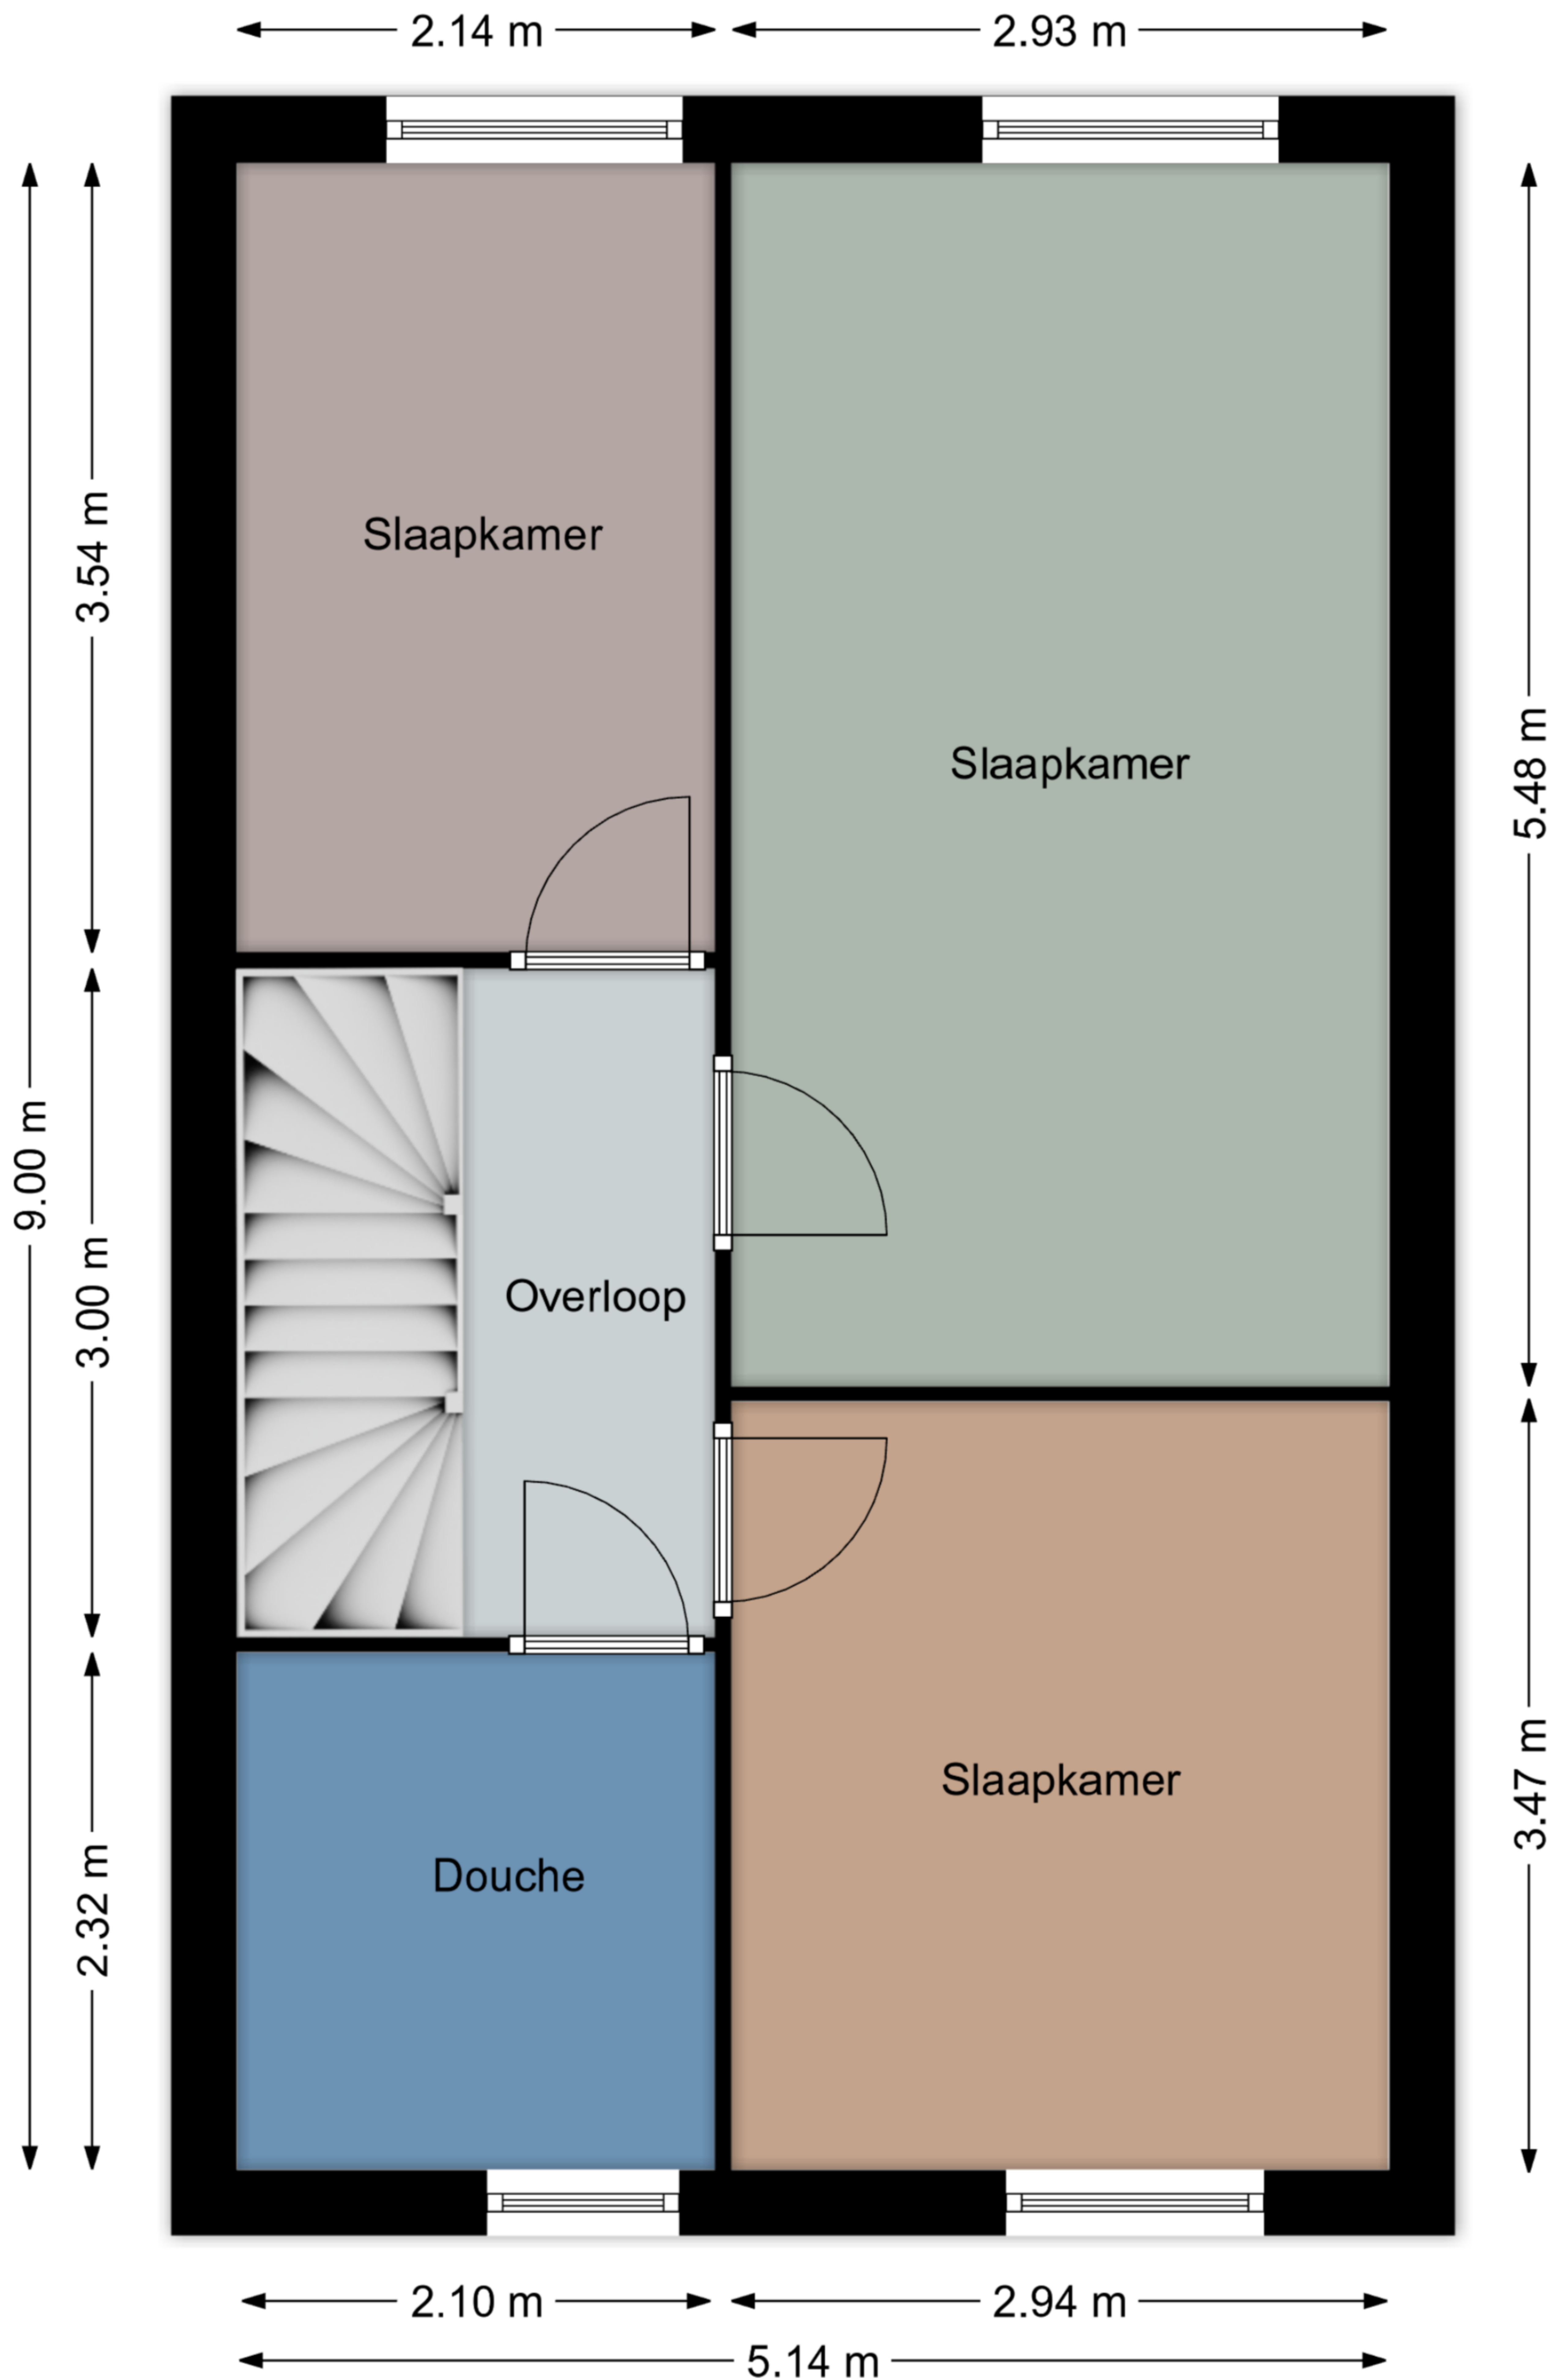 2.14 m
2.93 m
3.54 m
Slaapkamer
Slaapkamer
5.48 m
9.00 m
3.00 m
Overloop
Slaapkamer
3.47 m
Douche
2.32 m
2.10 m
2.94 m
5.14 m